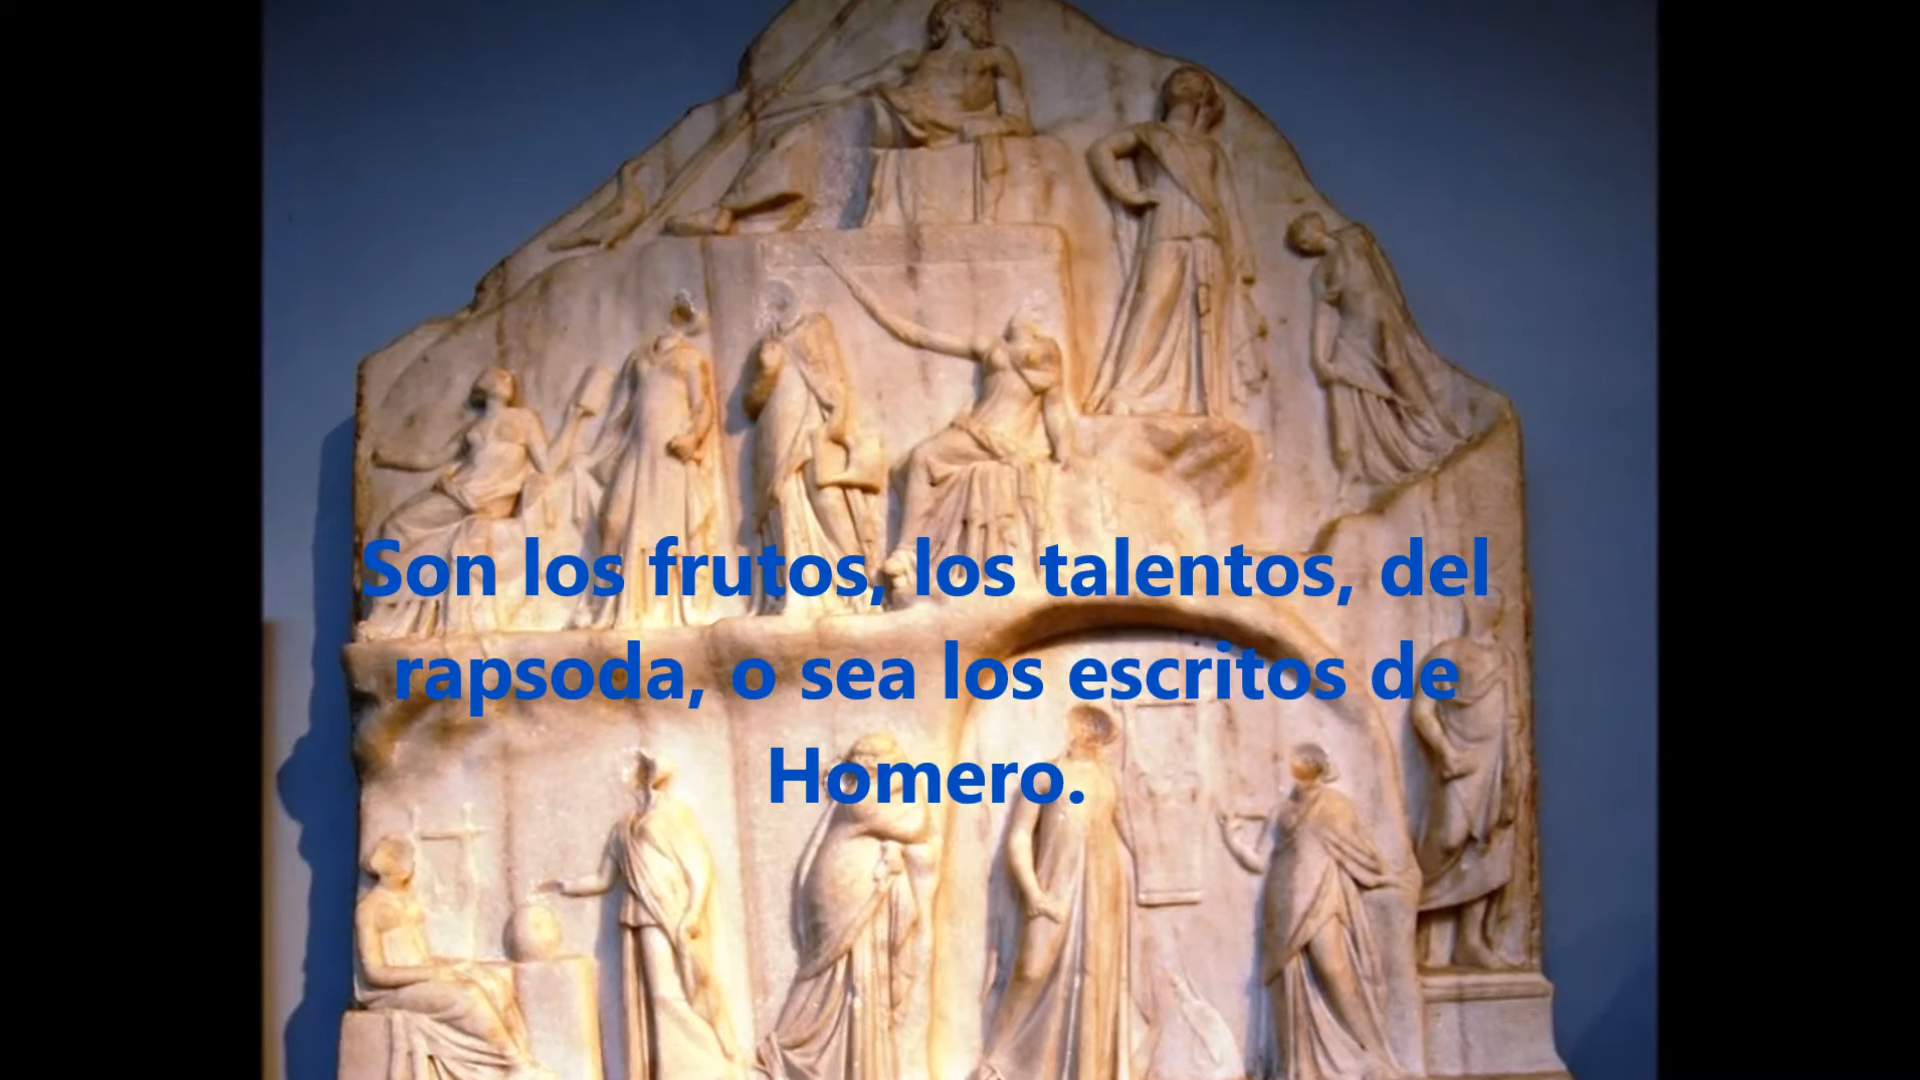 Son los frutos, los talentos, del
rapsoda, o sea los escritos de
Homero.